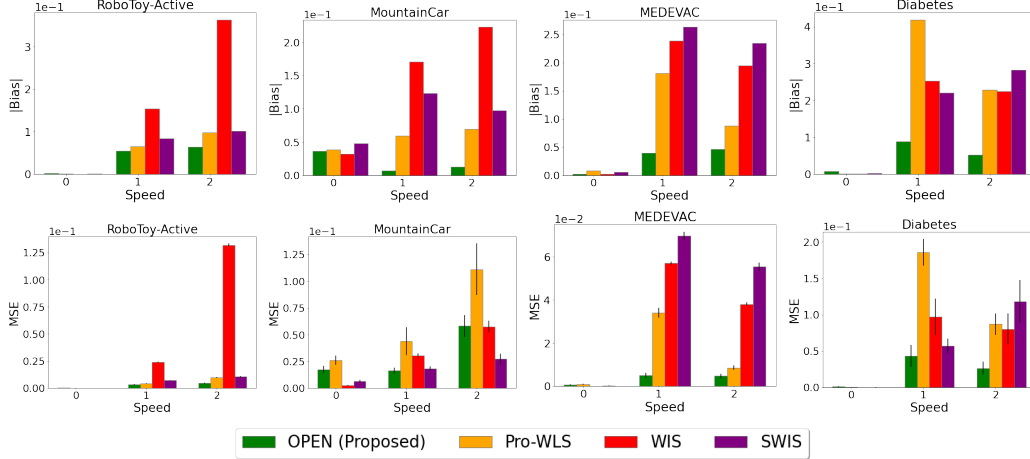 RoboToy-Active
1e−1
|Bias|
3
2
1
0
0 1 2
Speed
MountainCar
1e−1
|Bias|
2.0
1.5
1.0
0.5
0.0
0 1 2
Speed
MEDEVAC
1e−1
|Bias|
2.5
2.0
1.5
1.0
0.5
0.0
0 1 2
Speed
Diabetes
1e−1
|Bias|
4
3
2
1
0
0 1 2
Speed
RoboToy-Active
1e−1
MSE
1.25
1.00
0.75
0.50
0.25
0.00
0 1 2
Speed
MountainCar
1e−1
MSE
1.25
1.00
0.75
0.50
0.25
0.00
0 1 2
Speed
MEDEVAC
1e−2
MSE
6
4
2
0
0 1 2
Speed
Diabetes
1e−1
MSE
2.0
1.5
1.0
0.5
0.0
0 1 2
Speed
OPEN (Proposed) Pro-WLS WIS SWIS